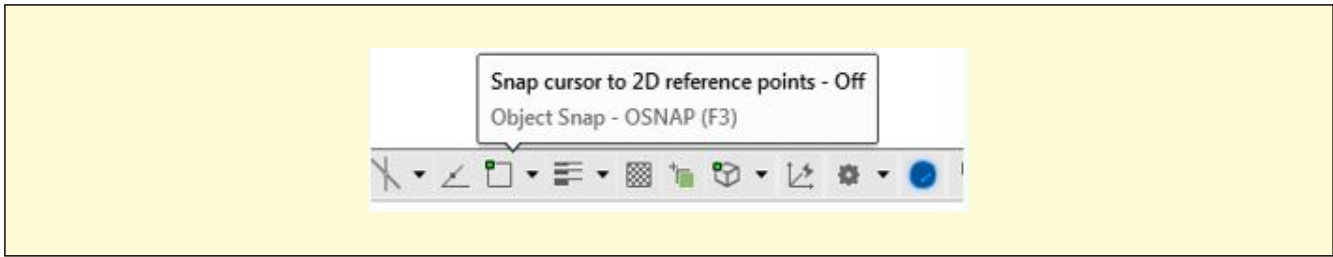 Snap cursor to 2D reference points - Off
Object Snap - OSNAP (F3)